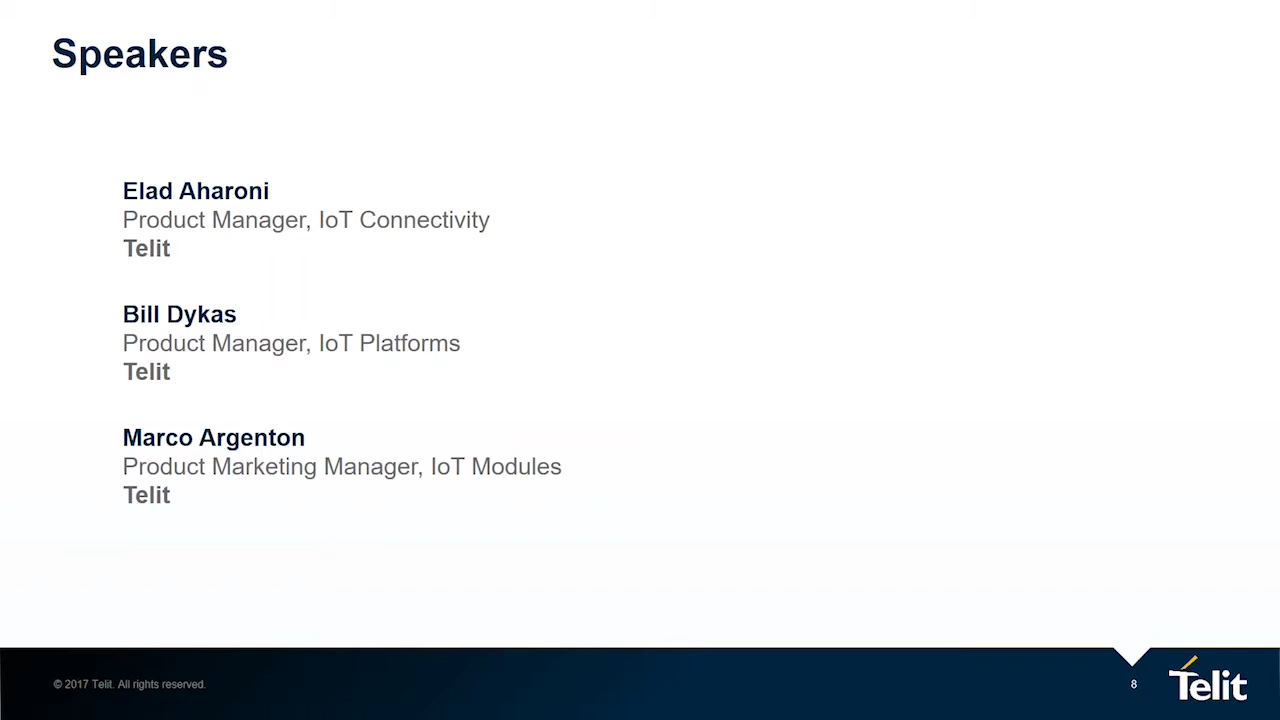 Speakers
Elad Aharoni
Product Manager, IoT Connectivity
Telit
Bill Dykas
Product Manager, IoT Platforms
Telit
Marco Argenton
Product Marketing Manager, IoT Modules
Telit
© 2017 Telit. All rights reserved.
8
Telit